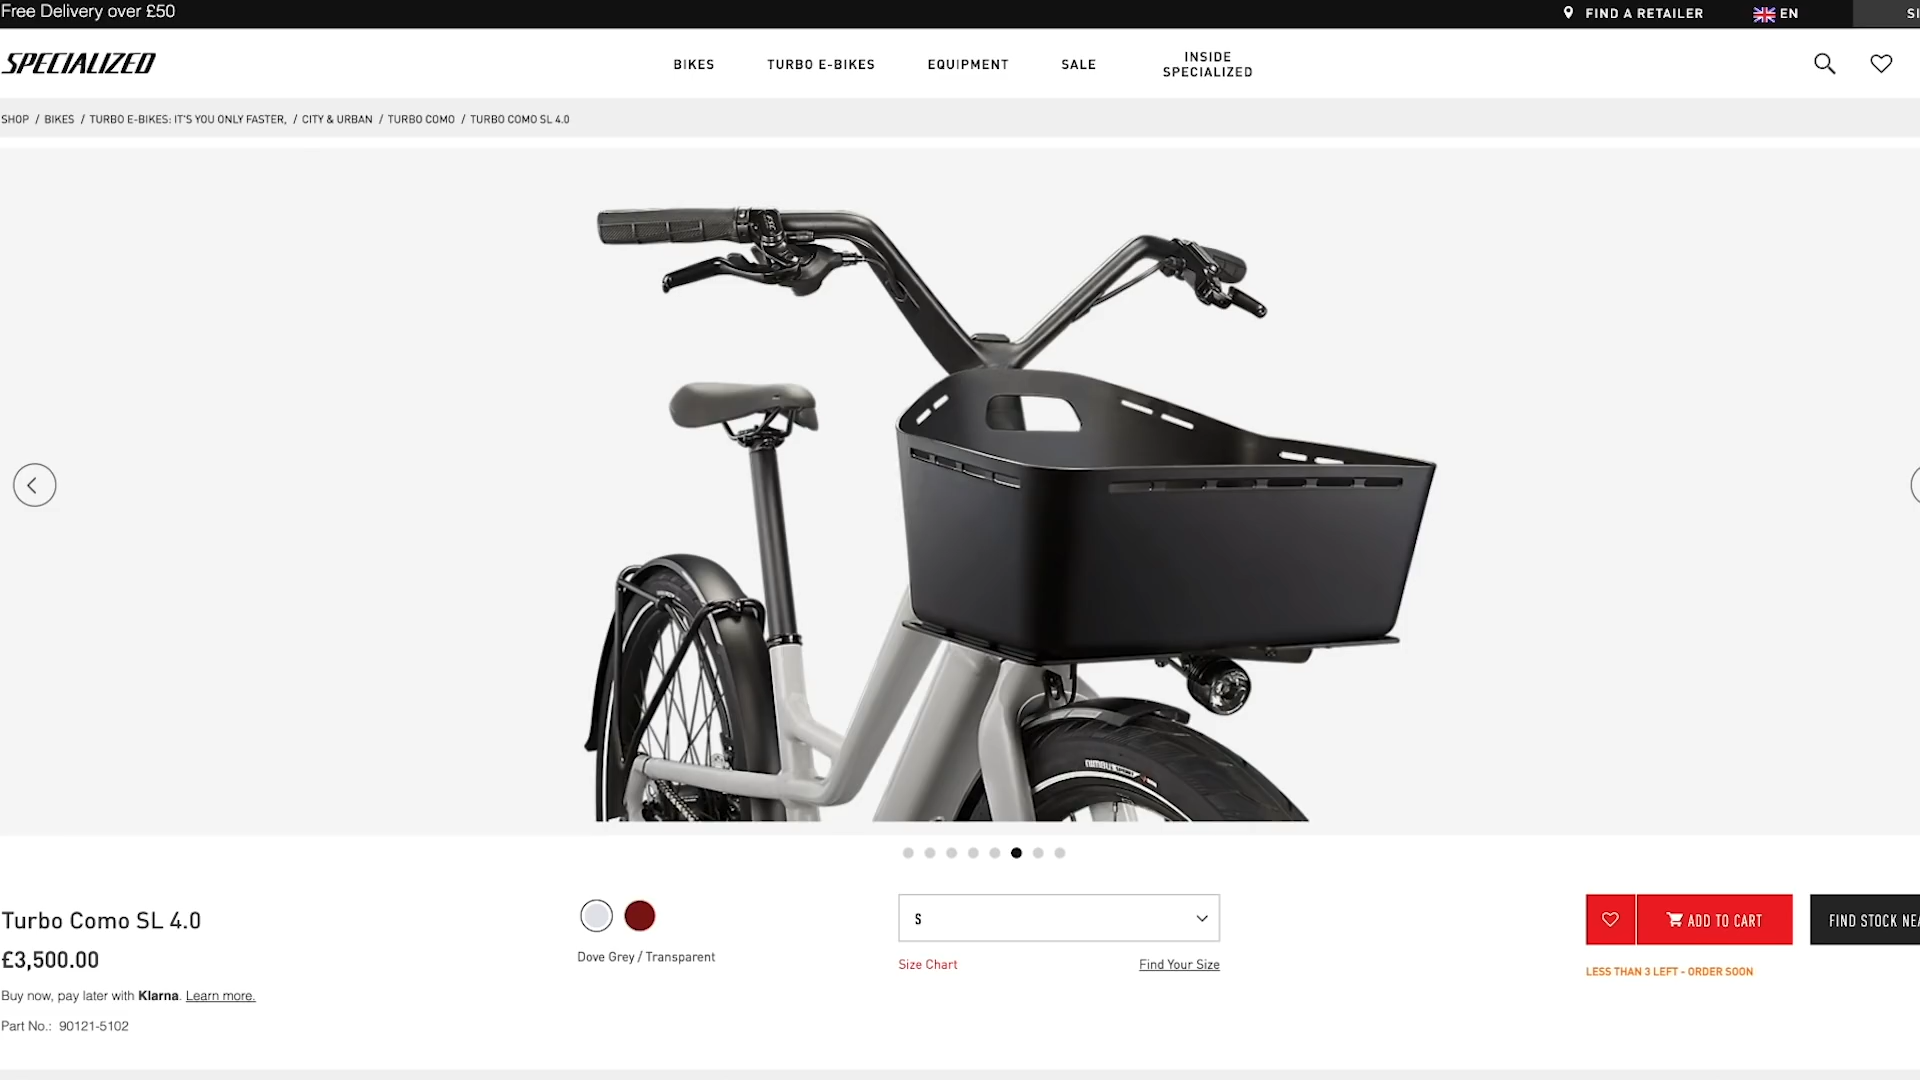 Free Delivery over £50
FIND A RETAILER
EN
SPECIALIZED
BIKES
TURBO E-BIKES
EQUIPMENT
SALE
INSIDE
SPECIALIZED
SHOP / BIKES / TURBO E-BIKES: IT'S YOU ONLY FASTER, / CITY & URBAN / TURBO COMO / TURBO COMO SL 4.0
NIMBUS
Turbo Como SL 4.0
£3,500.00
Buy now, pay later with Klarna. Learn more.
Part No.: 90121-5102
Dove Grey / Transparent
S
Size Chart
Find Your Size
ADD TO CART
FIND STOCK
LESS THAN 3 LEFT - ORDER SOON